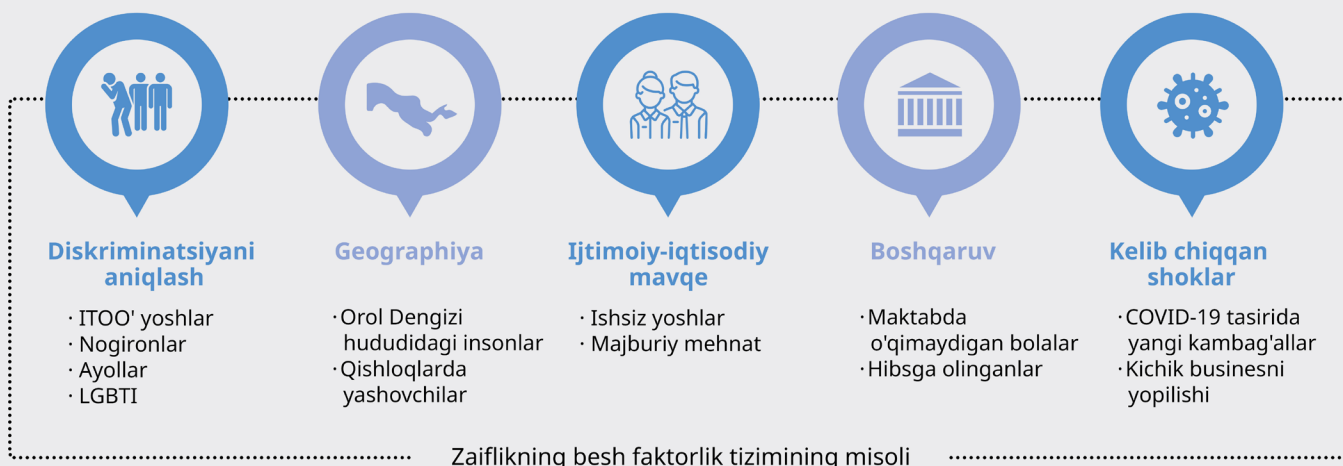 Diskriminatsiyani
aniqlash
· ITOO' yoshlar
· Nogironlar
· Ayollar
· LGBTI
Geographiya
·Orol Dengizi
hududidagi insonlar
·Qishloqlarda
yashovchilar
Ijtimoiy-iqtisodiy
mavqe
· Ishsiz yoshlar
· Majburiy mehnat
Boshqaruv
·Maktabda
o'qimaydigan bolalar
·Hibsga olinganlar
Kelib chiqqan
shoklar
·COVID-19 tasirida
yangi kambag'allar
·Kichik businesni
yopilishi
Zaiflikning besh faktorlik tizimining misoli